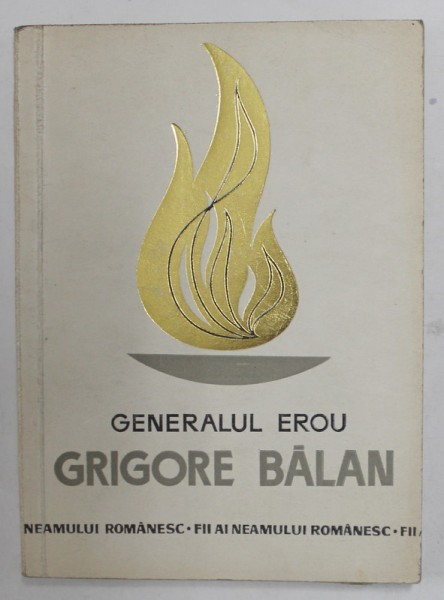 GENERALUL EROU
GRIGORE BĂLAN
NEAMULUI ROMÂNESC • FII AI NEAMULUI ROMÂNESC • FII